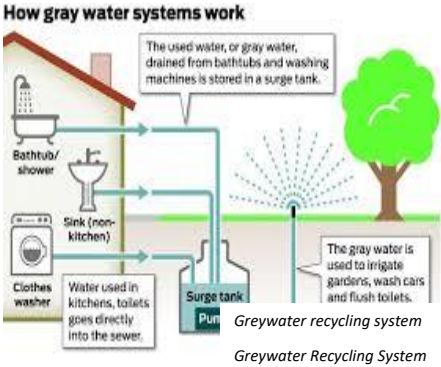 How gray water systems work
The used water, or gray water,
drained from bathtubs and washing
machines is stored in a surge tank.
Bathtub/
shower
Sink (non-
kitchen)
Clothes
washer
Water used in
kitchens, toilets
goes directly
into the sewer.
Surge tank
The gray water is
used to irrigate
gardens, wash cars
and flush toilets.
Greywater recycling system
Greywater Recycling System